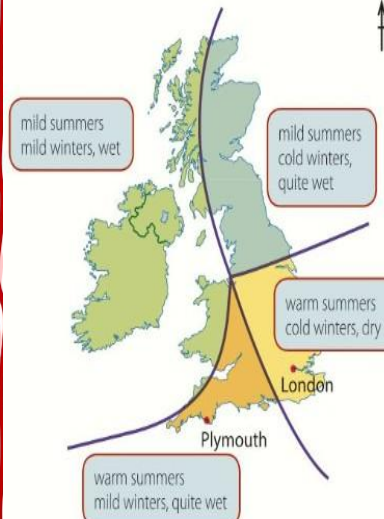 mild summers
mild winters, wet
mild summers
cold winters,
quite wet
warm summers
cold winters, dry
London
Plymouth
warm summers
mild winters, quite wet